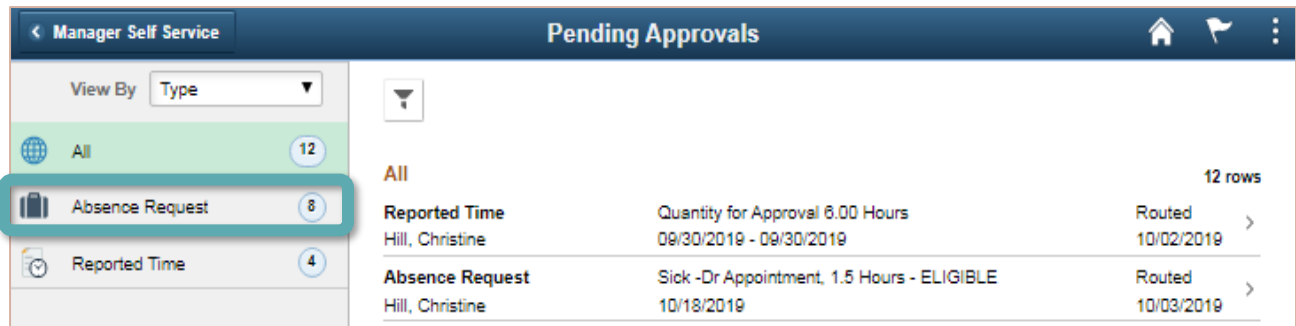 Manager Self Service
Pending Approvals
View By Type
All 12
Absence Request 8
Reported Time 4
All 12 rows
Reported Time Quantity for Approval 6.00 Hours Routed
Hill, Christine 09/30/2019 - 09/30/2019 10/02/2019
Absence Request Sick -Dr Appointment, 1.5 Hours - ELIGIBLE Routed
Hill, Christine 10/18/2019 10/03/2019